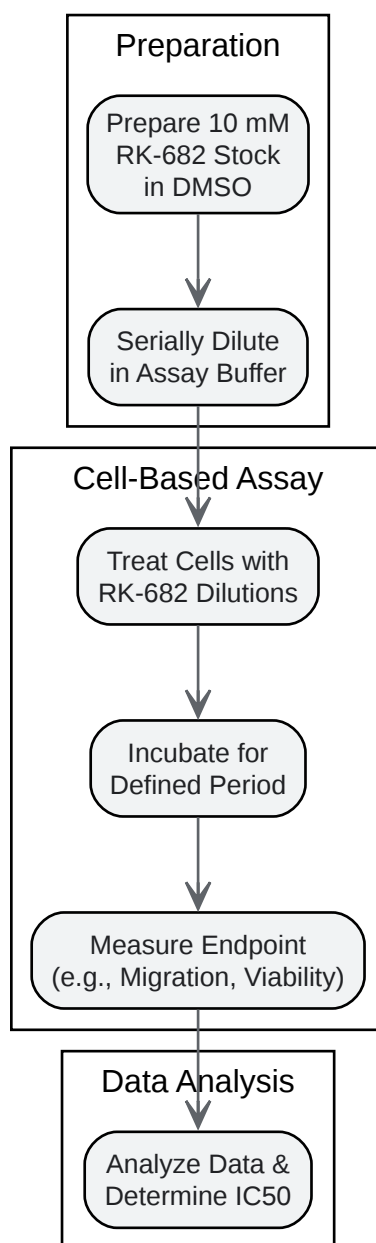 Preparation
Prepare 10 mM
RK-682 Stock
in DMSO
Serially Dilute
in Assay Buffer
Cell-Based Assay
Treat Cells with
RK-682 Dilutions
Incubate for
Defined Period
Measure Endpoint
(e.g., Migration, Viability)
Data Analysis
Analyze Data &
Determine IC50